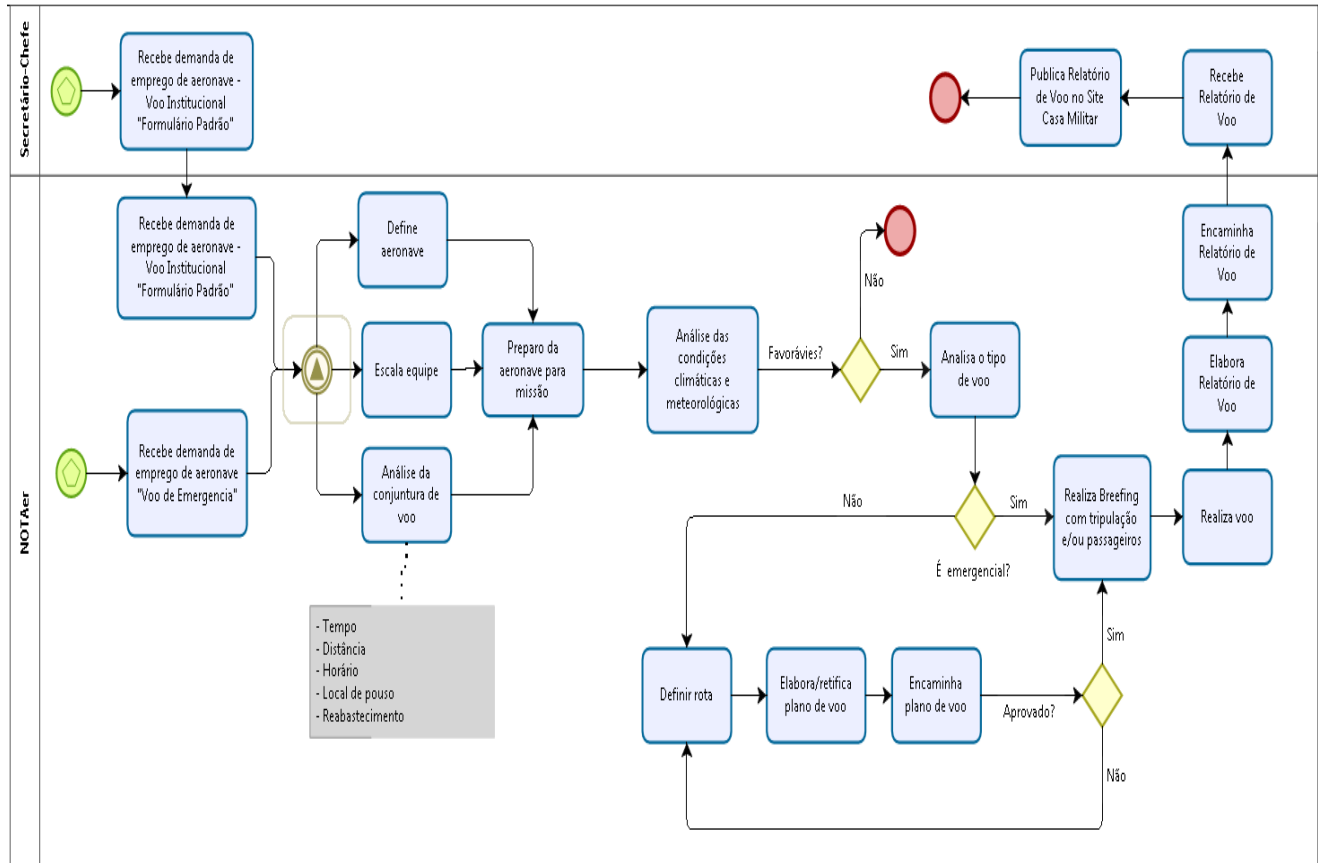 Secretário-Chefe
Recebe demanda de
emprego de aeronave -
Voo Institucional
"Formulário Padrão"
Publica Relatório
de Voo no Site
Casa Militar
Recebe
Relatório de
Voo
NOTAer
Recebe demanda de
emprego de aeronave -
Voo Institucional
"Formulário Padrão"
Recebe demanda de
emprego de aeronave
"Voo de Emergencia"
Define
aeronave
Escala equipe
Análise da
conjuntura de
voo
- Tempo
- Distância
- Horário
- Local de pouso
- Reabastecimento
Preparo da
aeronave para
missão
Análise das
condições
climáticas e
meteorológicas
Favorávies?
Não
Sim
Analisa o tipo
de voo
É emergencial?
Não
Sim
Definir rota
Elabora/retifica
plano de voo
Encaminha
plano de voo
Aprovado?
Sim
Não
Realiza Breefing
com tripulação
e/ou passageiros
Realiza voo
Elabora
Relatório de
Voo
Encaminha
Relatório de
Voo